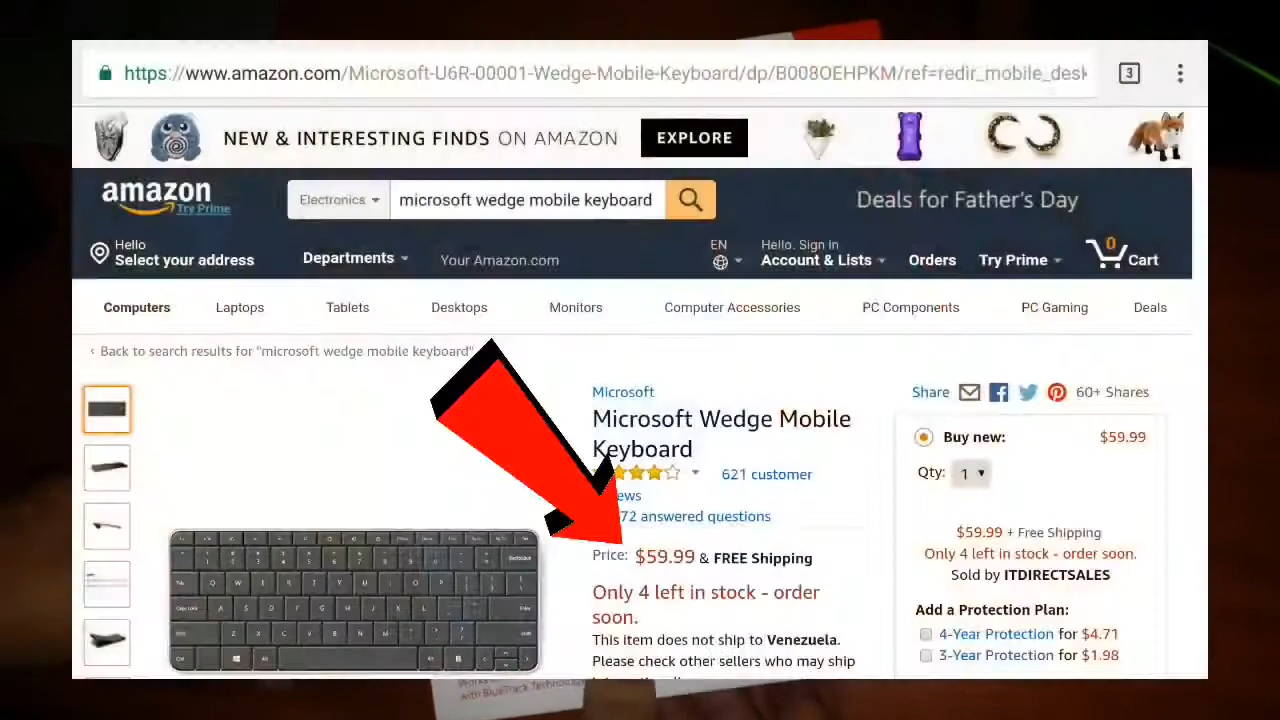 https://www.amazon.com/Microsoft-U6R-00001-Wedge-Mobile-Keyboard/dp/B008OEHPKM/ref=redir_mobile_desk
3
NEW & INTERESTING FINDS ON AMAZON EXPLORE
amazon
Try Prime
Electronics
microsoft wedge mobile keyboard
Deals for Father's Day
Hello
Select your address
Departments
Your Amazon.com
EN
Hello. Sign in
Account & Lists
Orders
Try Prime
0
Cart
Computers Laptops Tablets Desktops Monitors Computer Accessories PC Components PC Gaming Deals
‹ Back to search results for "microsoft wedge mobile keyboard"
Microsoft
Microsoft Wedge Mobile
Keyboard
621 customer
72 answered questions
Price: $59.99 & FREE Shipping
Only 4 left in stock - order
soon.
This item does not ship to Venezuela.
Please check other sellers who may ship
Share
60+ Shares
Buy new: $59.99
Qty: 1
$59.99 + Free Shipping
Only 4 left in stock - order soon.
Sold by ITDIRECTSALES
Add a Protection Plan:
4-Year Protection for $4.71
3-Year Protection for $1.98
with BlueTrack Technology